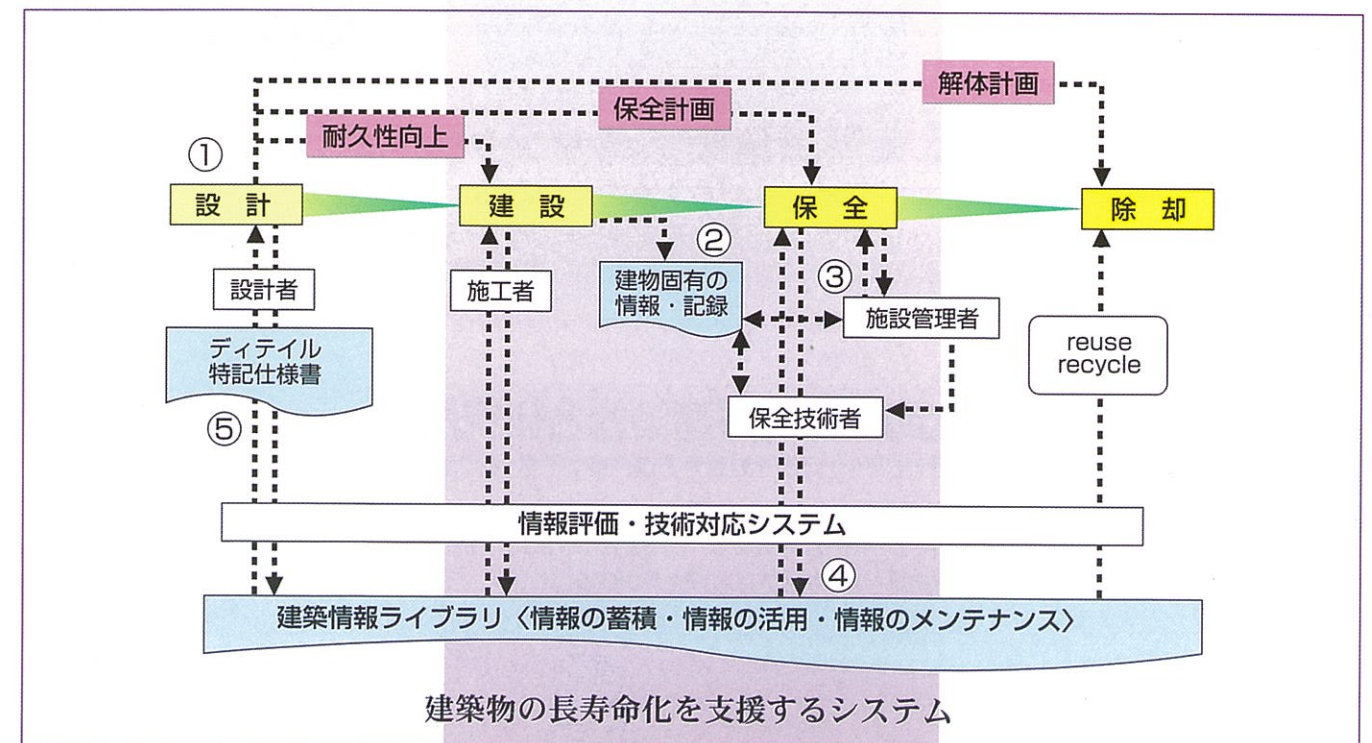 解体計画
保全計画
耐久性向上
①
設 計
建 設
保 全
除 却
②
③
設計者
施工者
建物固有の
情報・記録
施設管理者
ディテイル
特記仕様書
reuse
recycle
保全技術者
⑤
情報評価・技術対応システム
④
建築情報ライブラリ〈情報の蓄積・情報の活用・情報のメンテナンス〉
建築物の長寿命化を支援するシステム